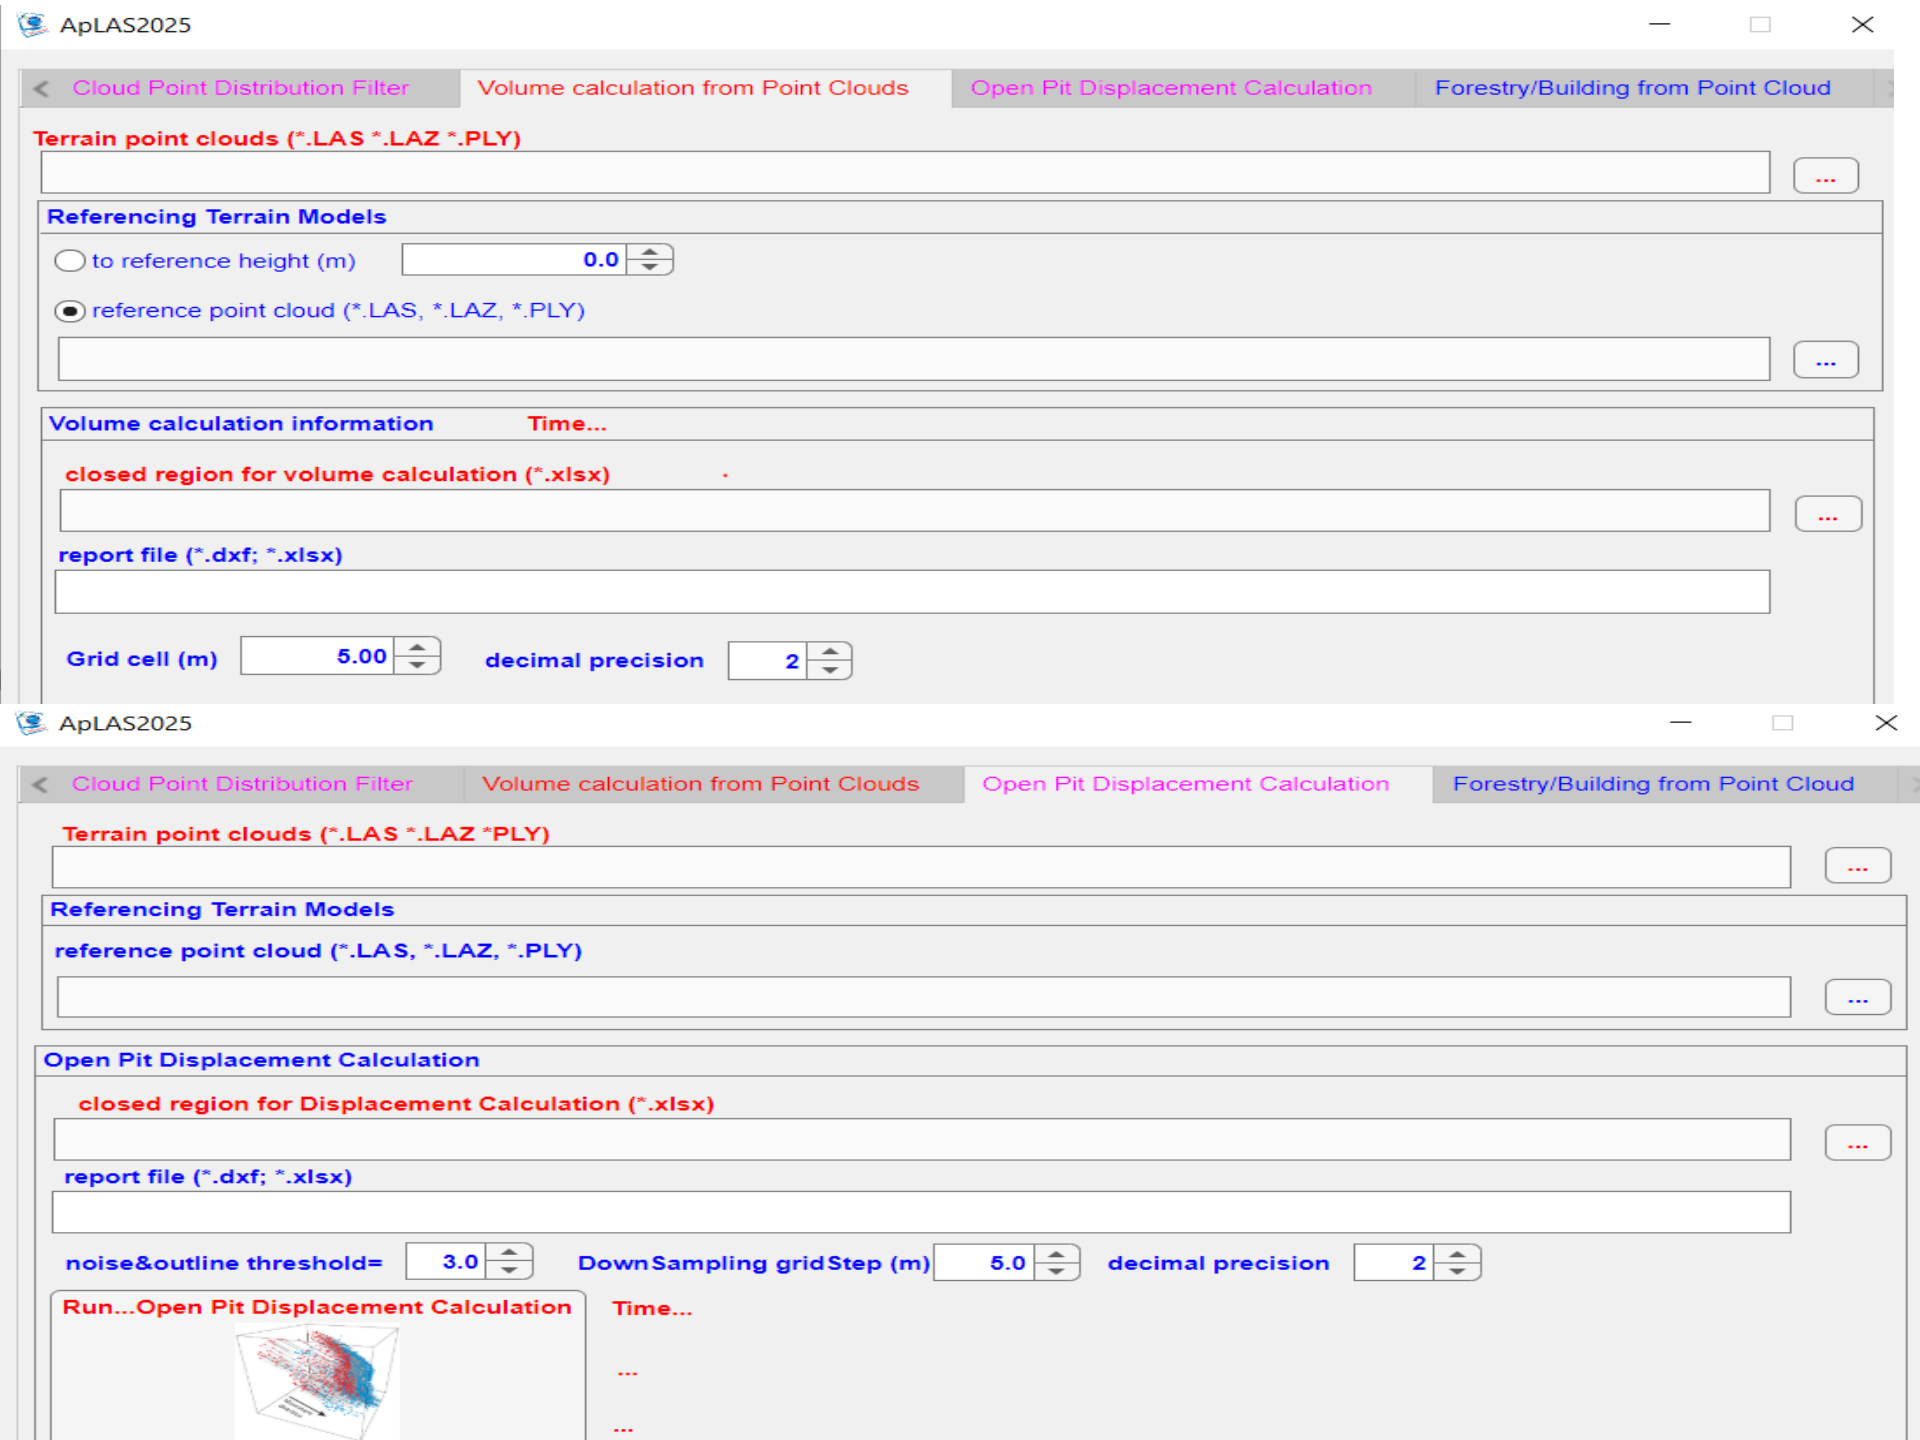 ApLAS2025
Cloud Point Distribution Filter Volume calculation from Point Clouds Open Pit Displacement Calculation Forestry/Building from Point Cloud
Terrain point clouds (*.LAS *.LAZ *.PLY)
...
Referencing Terrain Models
to reference height (m) 0.0
reference point cloud (*.LAS, *.LAZ, *.PLY)
...
Volume calculation information Time...
closed region for volume calculation (*.xlsx) .
...
report file (*.dxf; *.xlsx)
Grid cell (m) 5.00 decimal precision 2
ApLAS2025
Cloud Point Distribution Filter Volume calculation from Point Clouds Open Pit Displacement Calculation Forestry/Building from Point Cloud
Terrain point clouds (*.LAS *.LAZ *PLY)
...
Referencing Terrain Models
reference point cloud (*.LAS, *.LAZ, *.PLY)
...
Open Pit Displacement Calculation
closed region for Displacement Calculation (*.xlsx)
...
report file (*.dxf; *.xlsx)
noise&outline threshold= 3.0 DownSampling gridStep (m) 5.0 decimal precision 2
Run...Open Pit Displacement Calculation Time...
...
...